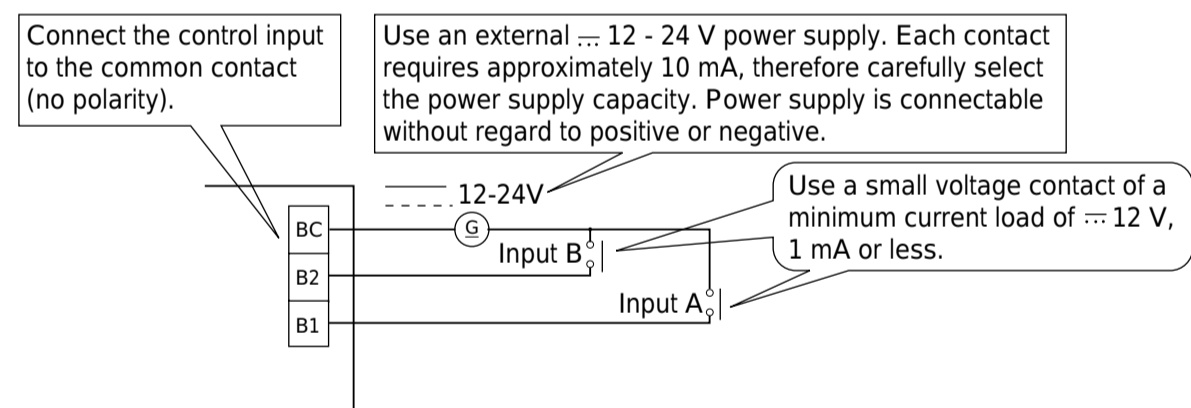 Connect the control input
to the common contact
(no polarity).
Use an external ⎓ 12 - 24 V power supply. Each contact
requires approximately 10 mA, therefore carefully select
the power supply capacity. Power supply is connectable
without regard to positive or negative.
12-24V
Use a small voltage contact of a
minimum current load of ⎓ 12 V,
1 mA or less.
BC
G
Input B
B2
Input A
B1